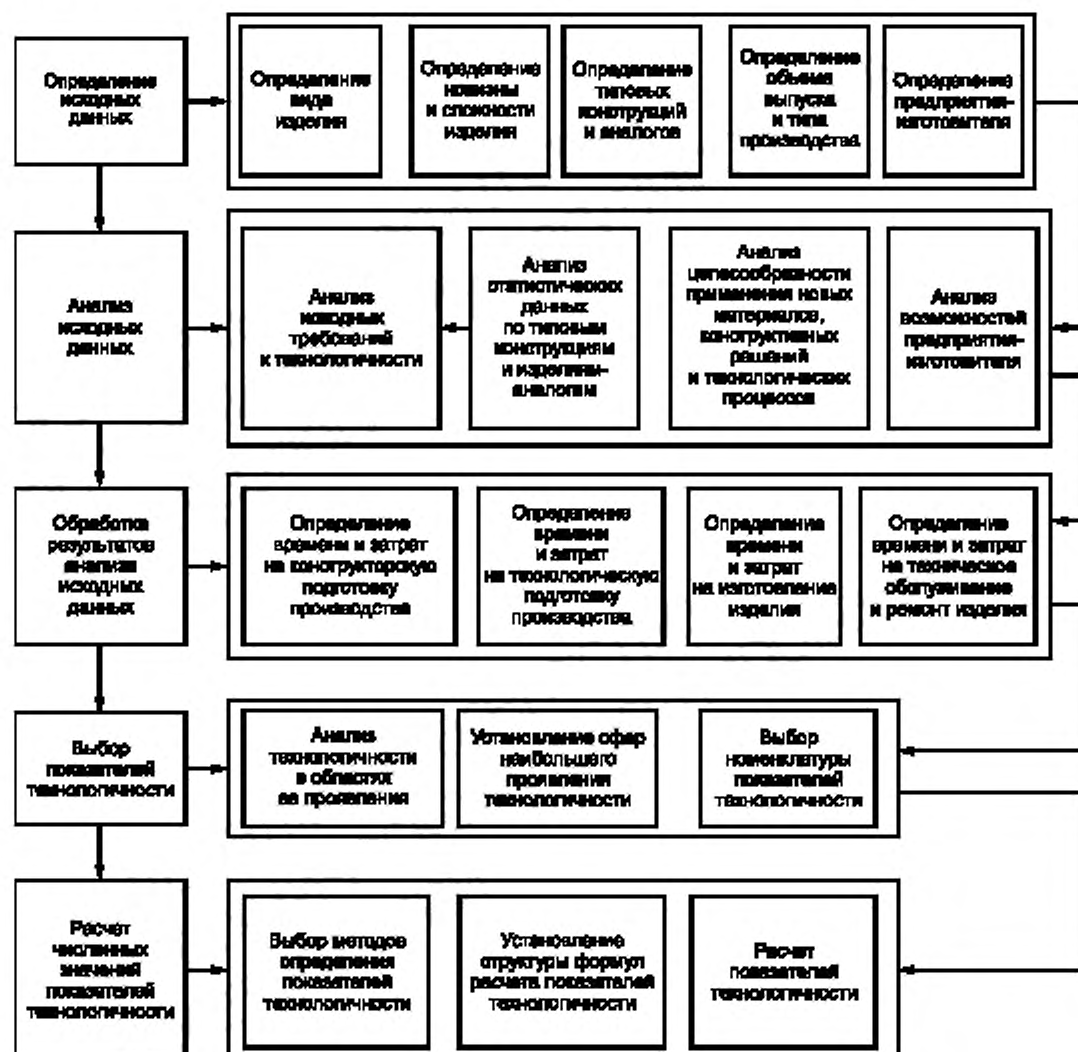 Определение
исходных
данных
Определение
вида
изделия
Определение
новизны
и сложности
изделия
Определение
типовых
конструкций
и аналогов
Определение
объема
выпуска
и типа
производства
Определение
предприятия-
изготовителя
Анализ
исходных
данных
Анализ
исходных
требований
к технологичности
Анализ
статистических
данных
по типовым
конструкциям
и изделиям-
аналогам
Анализ
целесообразности
применения новых
материалов,
конструктивных
решений
и технологических
процессов
Анализ
возможностей
предприятия-
изготовителя
Обработка
результатов
анализа
исходных
данных
Определение
времени и затрат
на конструкторскую
подготовку
производства
Определение
времени
и затрат
на технологическую
подготовку
производства
Определение
времени
и затрат
на изготовление
изделия
Определение
времени и затрат
на техническое
обслуживание
и ремонт изделия
Выбор
показателей
технологичности
Анализ
технологичности
в областях
ее проявления
Установление сфер
наибольшего
проявления
технологичности
Выбор
номенклатуры
показателей
технологичности
Расчет
численных
значений
показателей
технологичности
Выбор методов
определения
показателей
технологичности
Установление
структуры формул
расчета показателей
технологичности
Расчет
показателей
технологичности